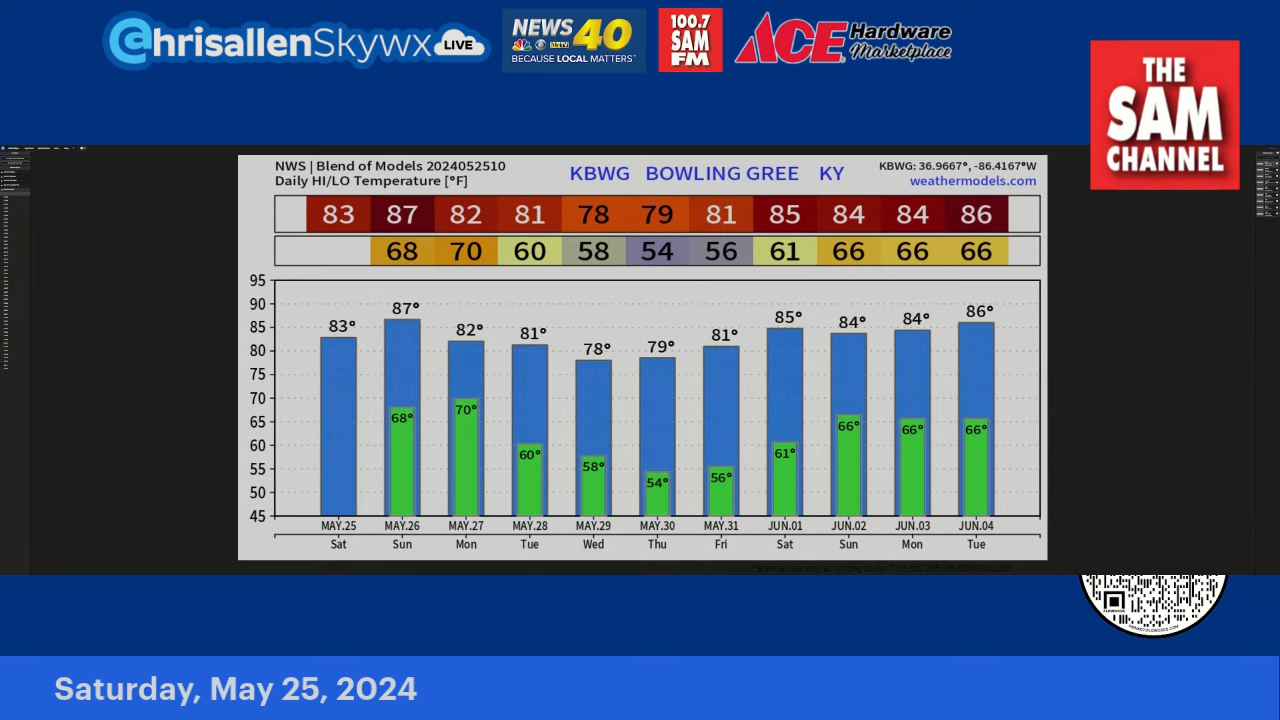 @hrisallenSkywx LIVE
NEWS 40
BECAUSE LOCAL MATTERS™
100.7
SAM
FM
ACE Hardware
Marketplace
THE
SAM
CHANNEL
NWS | Blend of Models 2024052510
Daily HI/LO Temperature [°F]
KBWG BOWLING GREE KY
KBWG: 36.9667°, -86.4167°W
weathermodels.com
83 87 82 81 78 79 81 85 84 84 86
68 70 60 58 54 56 61 66 66 66
95
90
85
80
75
70
65
60
55
50
45
83° 87° 82° 81° 78° 79° 81° 85° 84° 84° 86°
68° 70° 60° 58° 54° 56° 61° 66° 66° 66°
MAY.25 MAY.26 MAY.27 MAY.28 MAY.29 MAY.30 MAY.31 JUN.01 JUN.02 JUN.03 JUN.04
Sat Sun Mon Tue Wed Thu Fri Sat Sun Mon Tue
Saturday, May 25, 2024